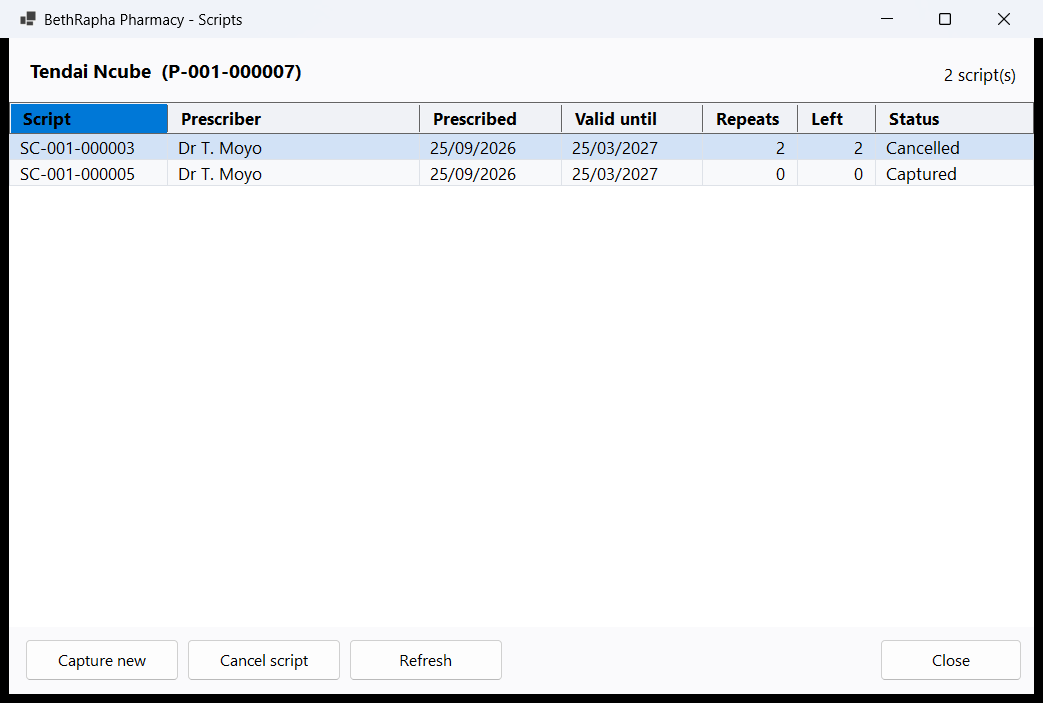 BethRapha Pharmacy - Scripts
Tendai Ncube (P-001-000007)
2 script(s)
Script Prescriber Prescribed Valid until Repeats Left Status
SC-001-000003 Dr T. Moyo 25/09/2026 25/03/2027 2 2 Cancelled
SC-001-000005 Dr T. Moyo 25/09/2026 25/03/2027 0 0 Captured
Capture new Cancel script Refresh Close